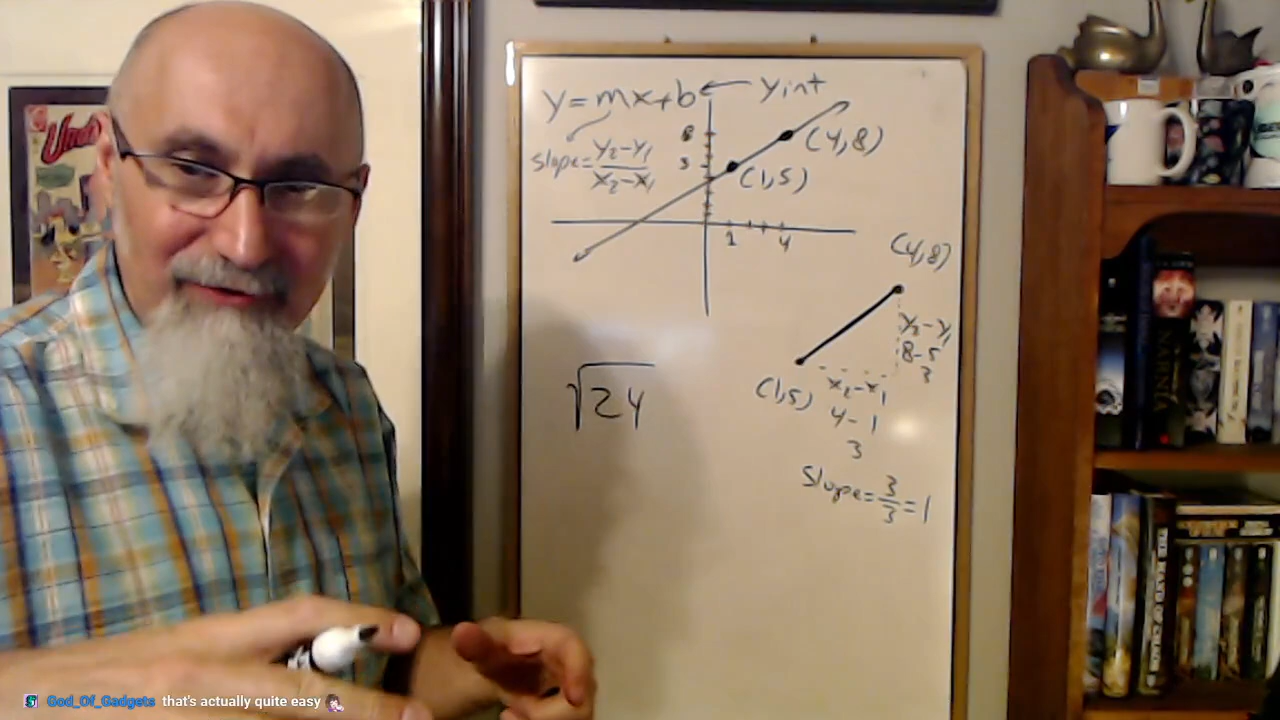 y=mx+b ← yint
slope = y₂-y₁
x₂-x₁
8
5
(4,8)
(1,5)
1 4
√24
(4,8)
y₂-y₁
8-5
3
(1,5)
x₂-x₁
4-1
3
Slope = 3/3 = 1
NARNIA
God_Of_Gadgets that's actually quite easy